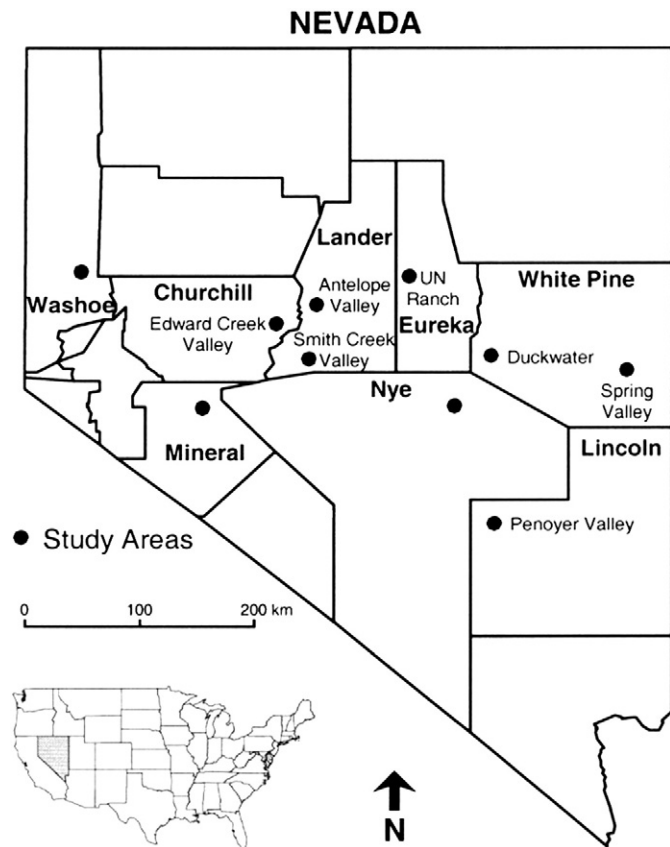 NEVADA
Lander
Washoe
Churchill
Antelope
Valley
UN
Ranch
White Pine
Edward Creek
Valley
Smith Creek
Valley
Eureka
Duckwater
Spring
Valley
Nye
Mineral
Lincoln
Study Areas
Penoyer Valley
0 100 200 km
N